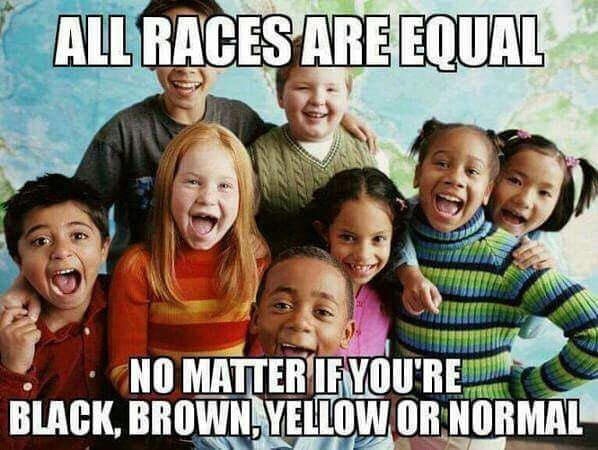 ALL RACES ARE EQUAL
NO MATTER IF YOU'RE
BLACK, BROWN, YELLOW OR NORMAL